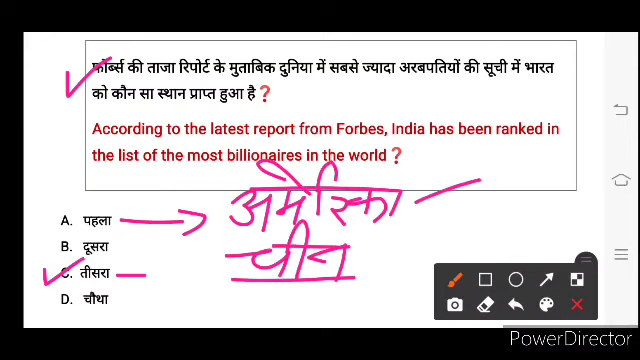 फोर्ब्स की ताजा रिपोर्ट के मुताबिक दुनिया में सबसे ज्यादा अरबपतियों की सूची में भारत
को कौन सा स्थान प्राप्त हुआ है?
According to the latest report from Forbes, India has been ranked in
the list of the most billionaires in the world?
अमेरिका
A. पहला
चीन
B. दूसरा
C. तीसरा
D. चौथा
PowerDirector